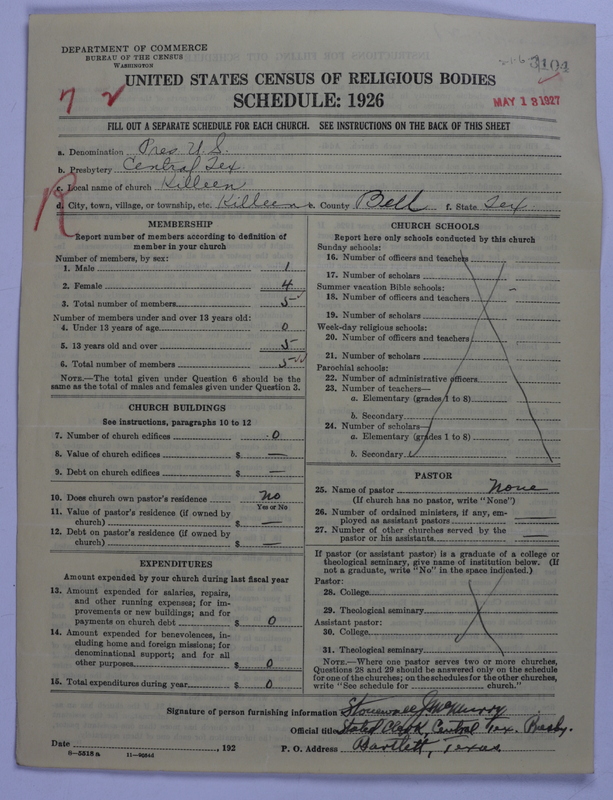 DEPARTMENT OF COMMERCE
BUREAU OF THE CENSUS
WASHINGTON
3104
UNITED STATES CENSUS OF RELIGIOUS BODIES
SCHEDULE: 1926
MAY 13 1927
FILL OUT A SEPARATE SCHEDULE FOR EACH CHURCH. SEE INSTRUCTIONS ON THE BACK OF THIS SHEET
a. Denomination Pres. U.S.
b. Presbytery Central Tex
c. Local name of church Killeen
d. City, town, village, or township, etc. Killeen e. County Bell f. State Tex
R
MEMBERSHIP
Report number of members according to definition of
member in your church
Number of members, by sex:
1. Male 1
2. Female 4
3. Total number of members 5
Number of members under and over 13 years old:
4. Under 13 years of age 0
5. 13 years old and over 5
6. Total number of members 5
NOTE.—The total given under Question 6 should be
same as the total of males and females given under Question 3.
CHURCH BUILDINGS
See instructions, paragraphs 10 to 12
7. Number of church edifices 0
8. Value of church edifices $ —
9. Debt on church edifices $ —
10. Does church own pastor's residence No
Yes or No
11. Value of pastor's residence (if owned by
church) $ —
12. Debt on pastor's residence (if owned by
church) $ —
EXPENDITURES
Amount expended by your church during last fiscal year
13. Amount expended for salaries, repairs,
and other running expenses; for im-
provements or new buildings; and for
payments on church debt $ 0
14. Amount expended for benevolences, in-
cluding home and foreign missions; for
denominational support; and for all
other purposes $ 0
15. Total expenditures during year $ 0
CHURCH SCHOOLS
Report here only schools conducted by this church
Sunday schools:
16. Number of officers and teachers
17. Number of scholars
Summer vacation Bible schools:
18. Number of officers and teachers
19. Number of scholars
Week-day religious schools:
20. Number of officers and teachers
21. Number of scholars
Parochial schools:
22. Number of administrative officers
23. Number of teachers—
a. Elementary (grades 1 to 8)
b. Secondary
24. Number of scholars—
a. Elementary (grades 1 to 8)
b. Secondary
PASTOR
25. Name of pastor None
(If church has no pastor, write "None")
26. Number of ordained ministers, if any, em-
ployed as assistant pastors —
27. Number of other churches served by the
pastor or his assistants —
If pastor (or assistant pastor) is a graduate of a college or
theological seminary, give name of institution below. (If
not a graduate, write "No" in the space indicated.)
Pastor:
28. College
29. Theological seminary
Assistant pastor:
30. College
31. Theological seminary
NOTE.—Where one pastor serves two or more churches,
Questions 28 and 29 should be answered only on the schedule
for one of the churches; on the schedules for the other churches,
write "See schedule for church."
Signature of person furnishing information Stonewall J. McMurry
Official title Stated Clerk, Central Tex. Presby.
Date , 192 P. O. Address Bartlett, Texas